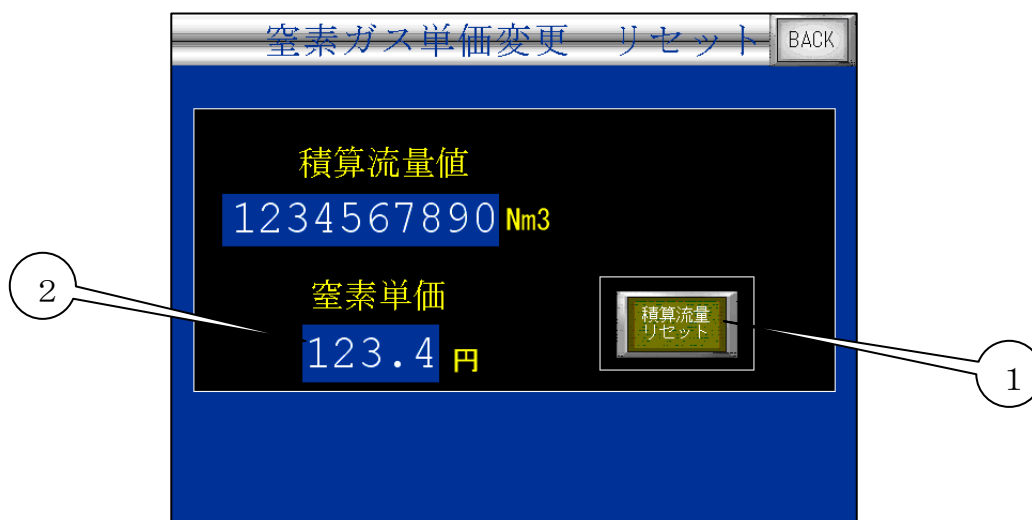 窒素ガス単価変更 リセット
BACK
積算流量値
1234567890 Nm3
窒素単価
123.4 円
積算流量
リセット
2
1